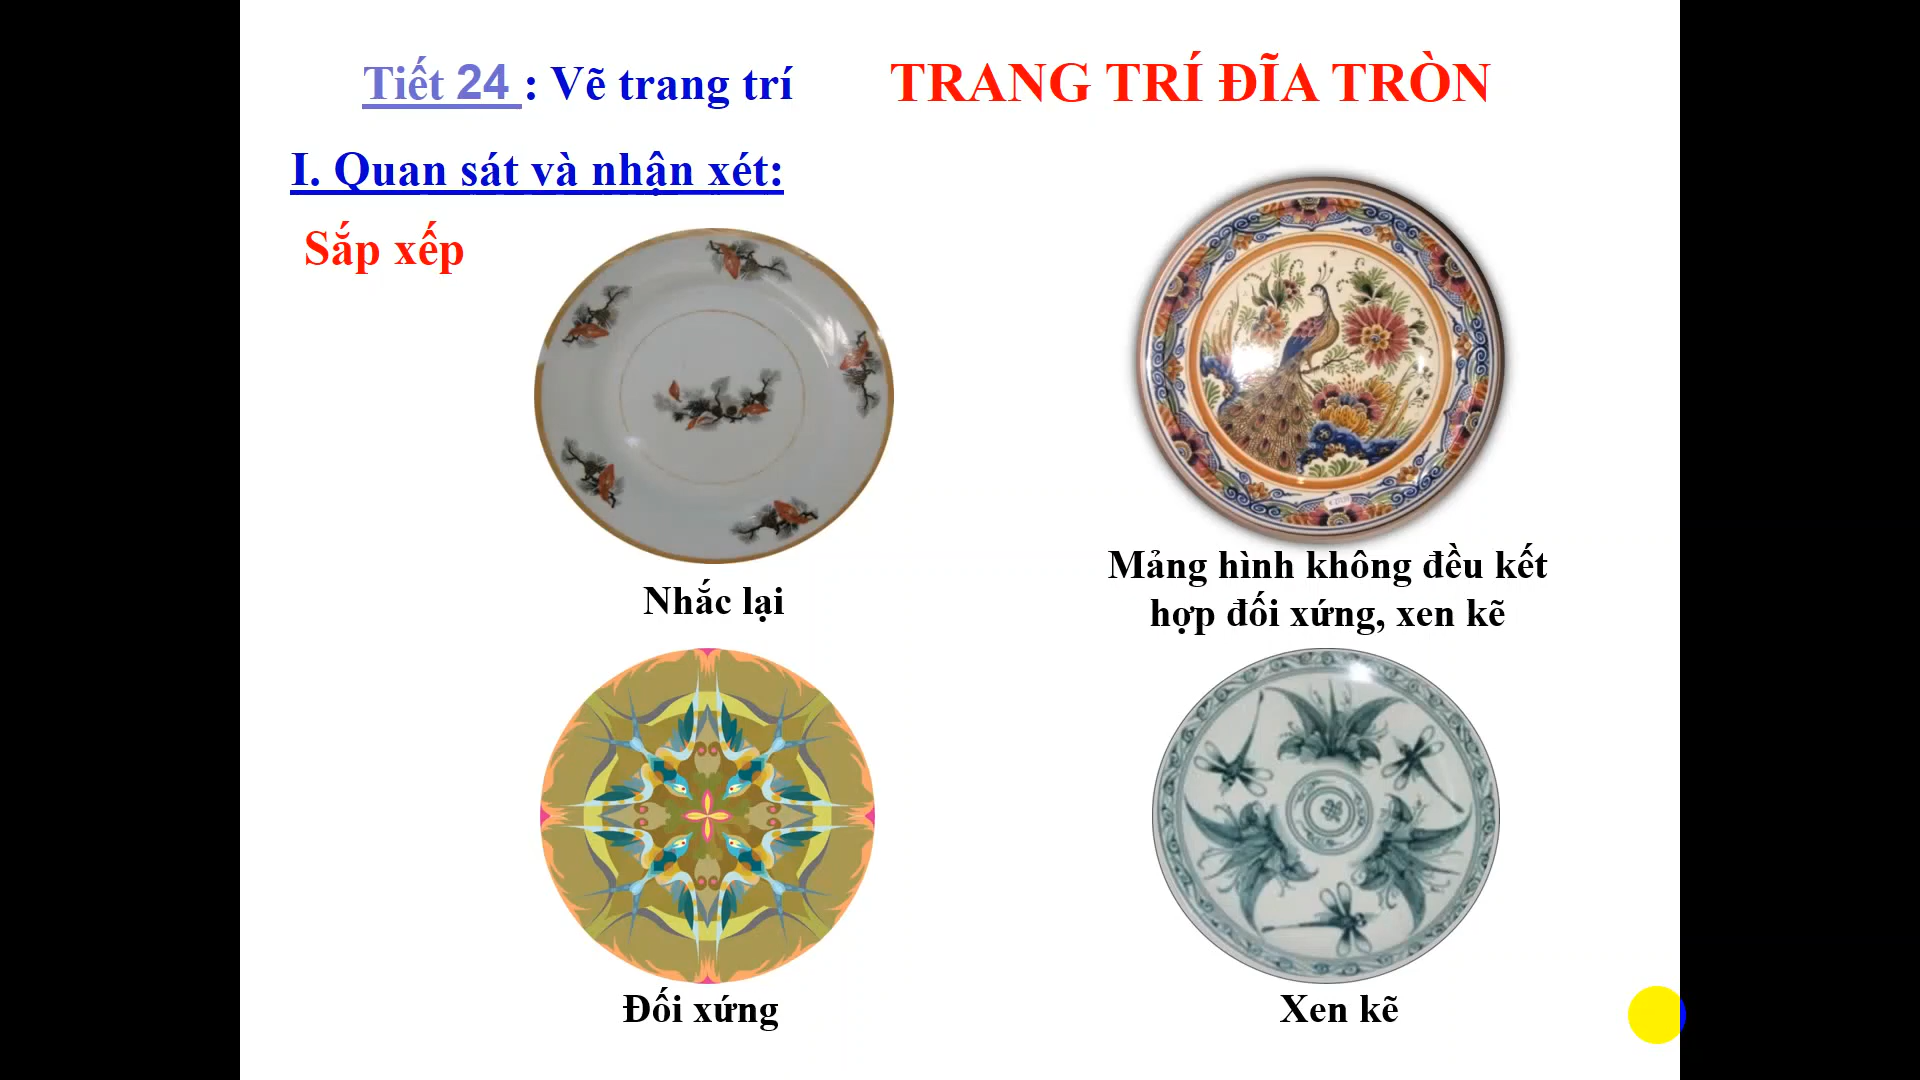 Tiết 24 : Vẽ trang trí TRANG TRÍ ĐĨA TRÒN
I. Quan sát và nhận xét:
Sắp xếp
Nhắc lại
Mảng hình không đều kết
hợp đối xứng, xen kẽ
Đối xứng
Xen kẽ